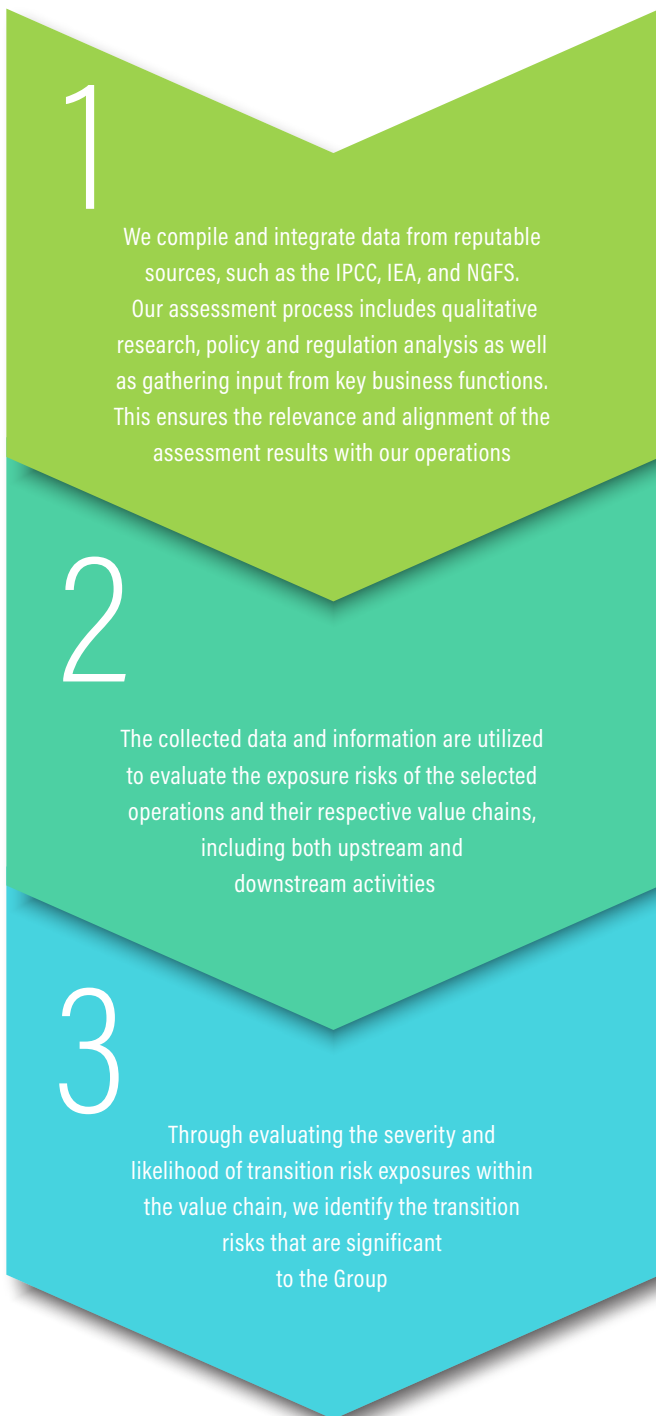 1
We compile and integrate data from reputable
sources, such as the IPCC, IEA, and NGFS.
Our assessment process includes qualitative
research, policy and regulation analysis as well
as gathering input from key business functions.
This ensures the relevance and alignment of the
assessment results with our operations
2
The collected data and information are utilized
to evaluate the exposure risks of the selected
operations and their respective value chains,
including both upstream and
downstream activities
3
Through evaluating the severity and
likelihood of transition risk exposures within
the value chain, we identify the transition
risks that are significant
to the Group